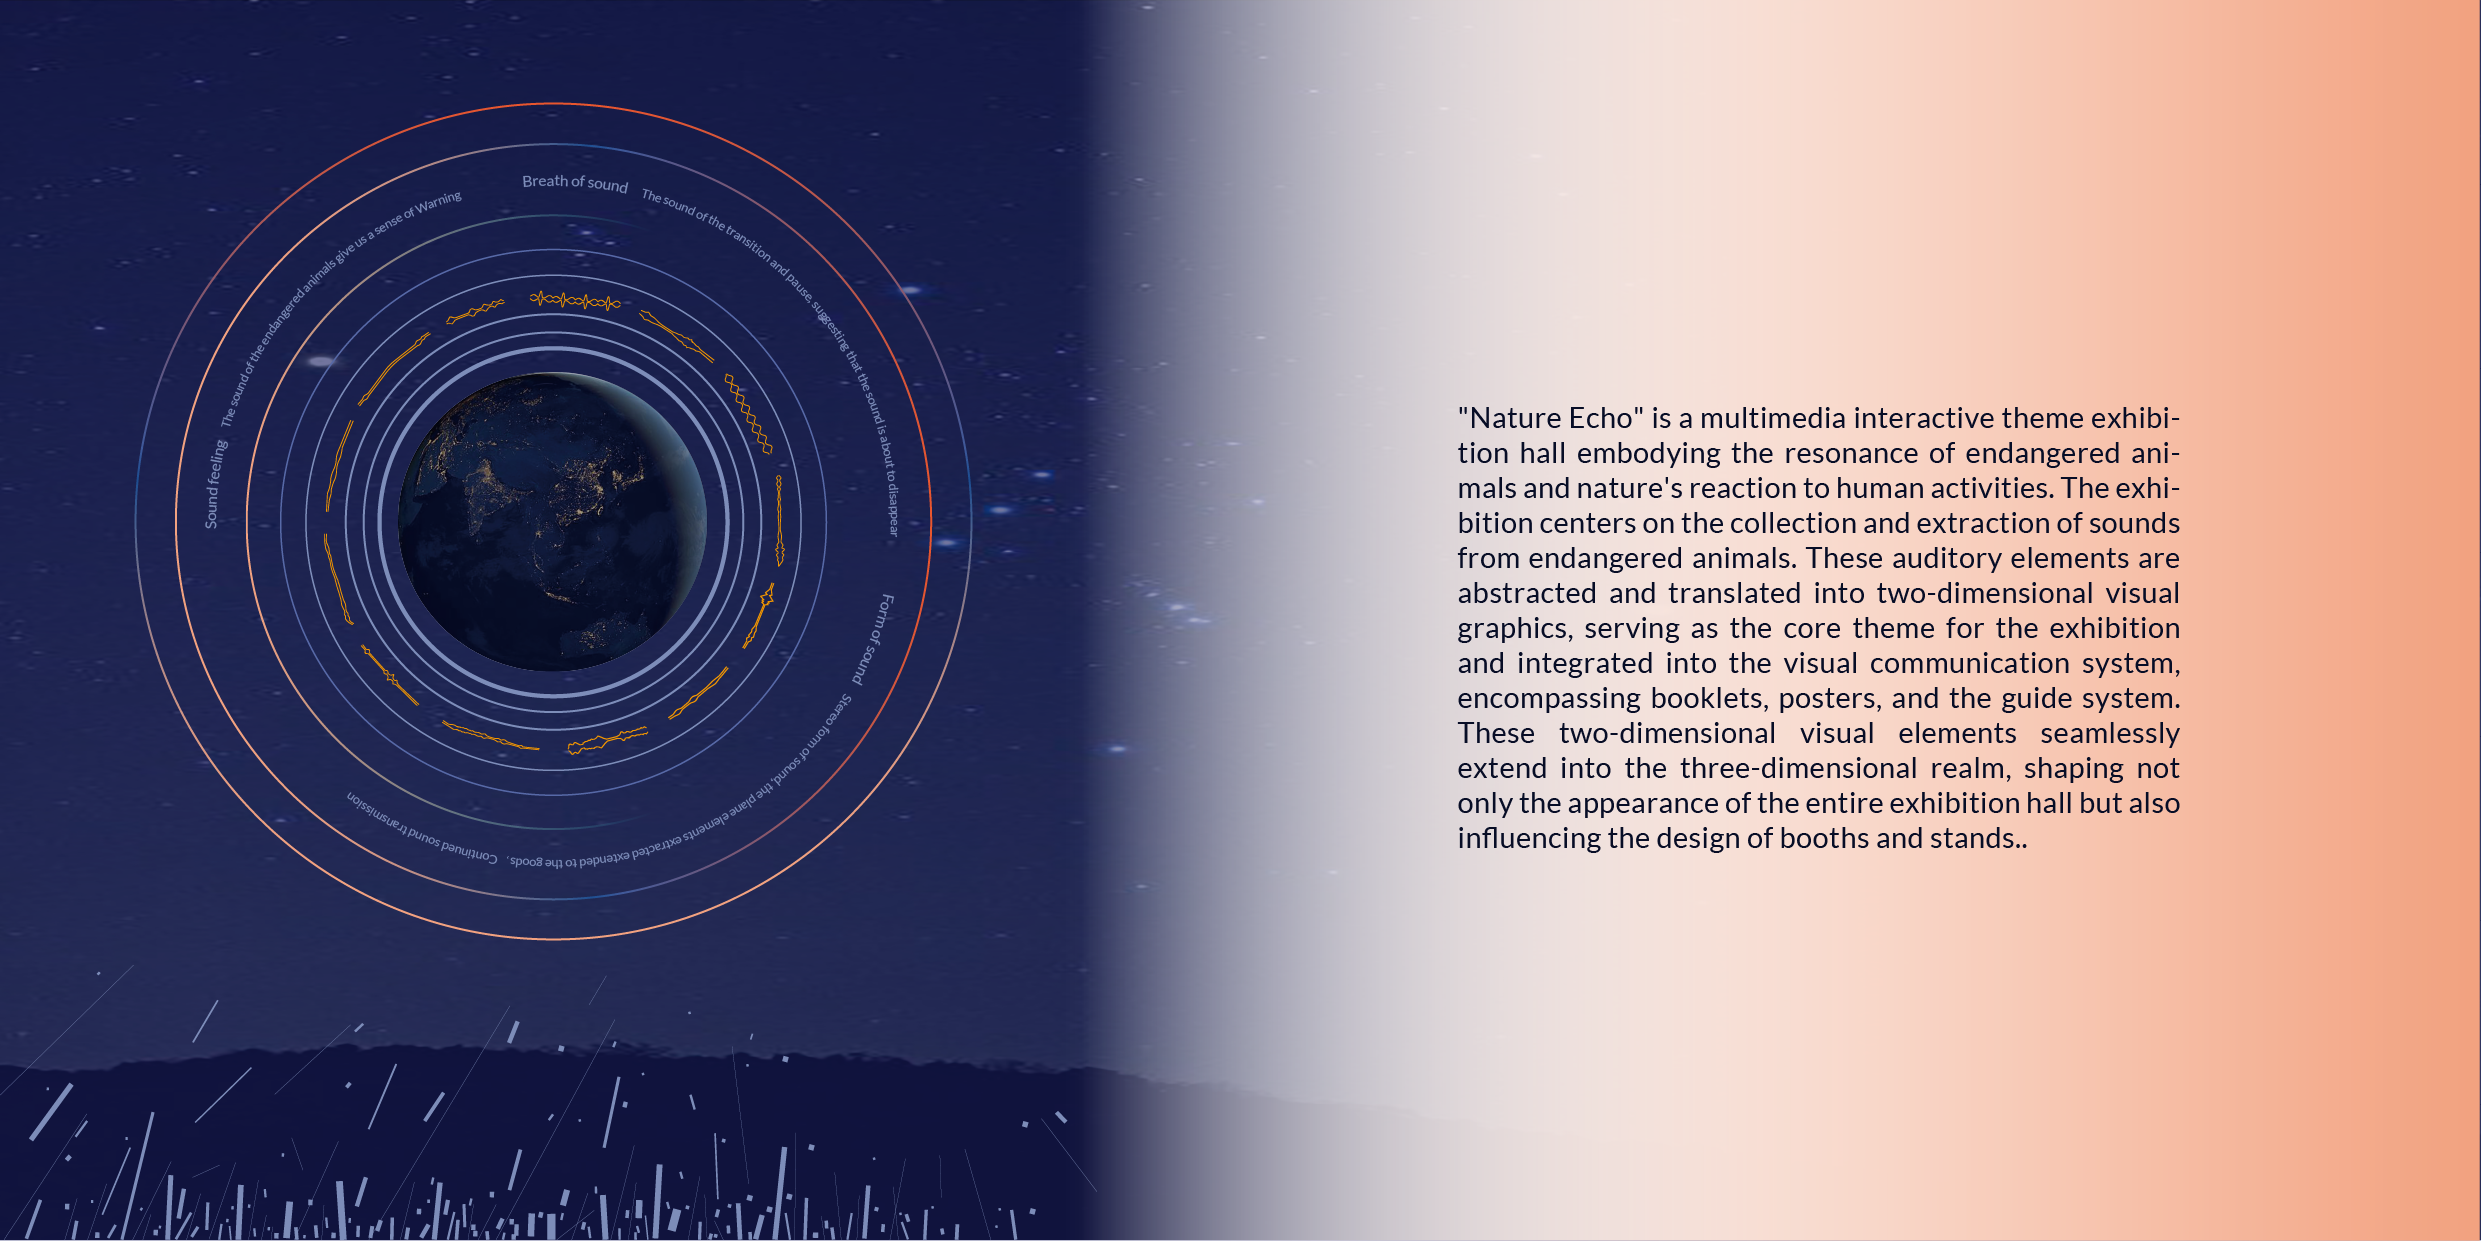 Breath of sound
The sound of the transition and pause, suggesting that the sound is about to disappear
Form of sound
Stereo form of sound, the plane elements extracted extended to the goods,
Continued sound transmission
Sound feeling
The sound of the endangered animals give us a sense of Warning
"Nature Echo" is a multimedia interactive theme exhibi-
tion hall embodying the resonance of endangered ani-
mals and nature's reaction to human activities. The exhi-
bition centers on the collection and extraction of sounds
from endangered animals. These auditory elements are
abstracted and translated into two-dimensional visual
graphics, serving as the core theme for the exhibition
and integrated into the visual communication system,
encompassing booklets, posters, and the guide system.
These two-dimensional visual elements seamlessly
extend into the three-dimensional realm, shaping not
only the appearance of the entire exhibition hall but also
influencing the design of booths and stands..